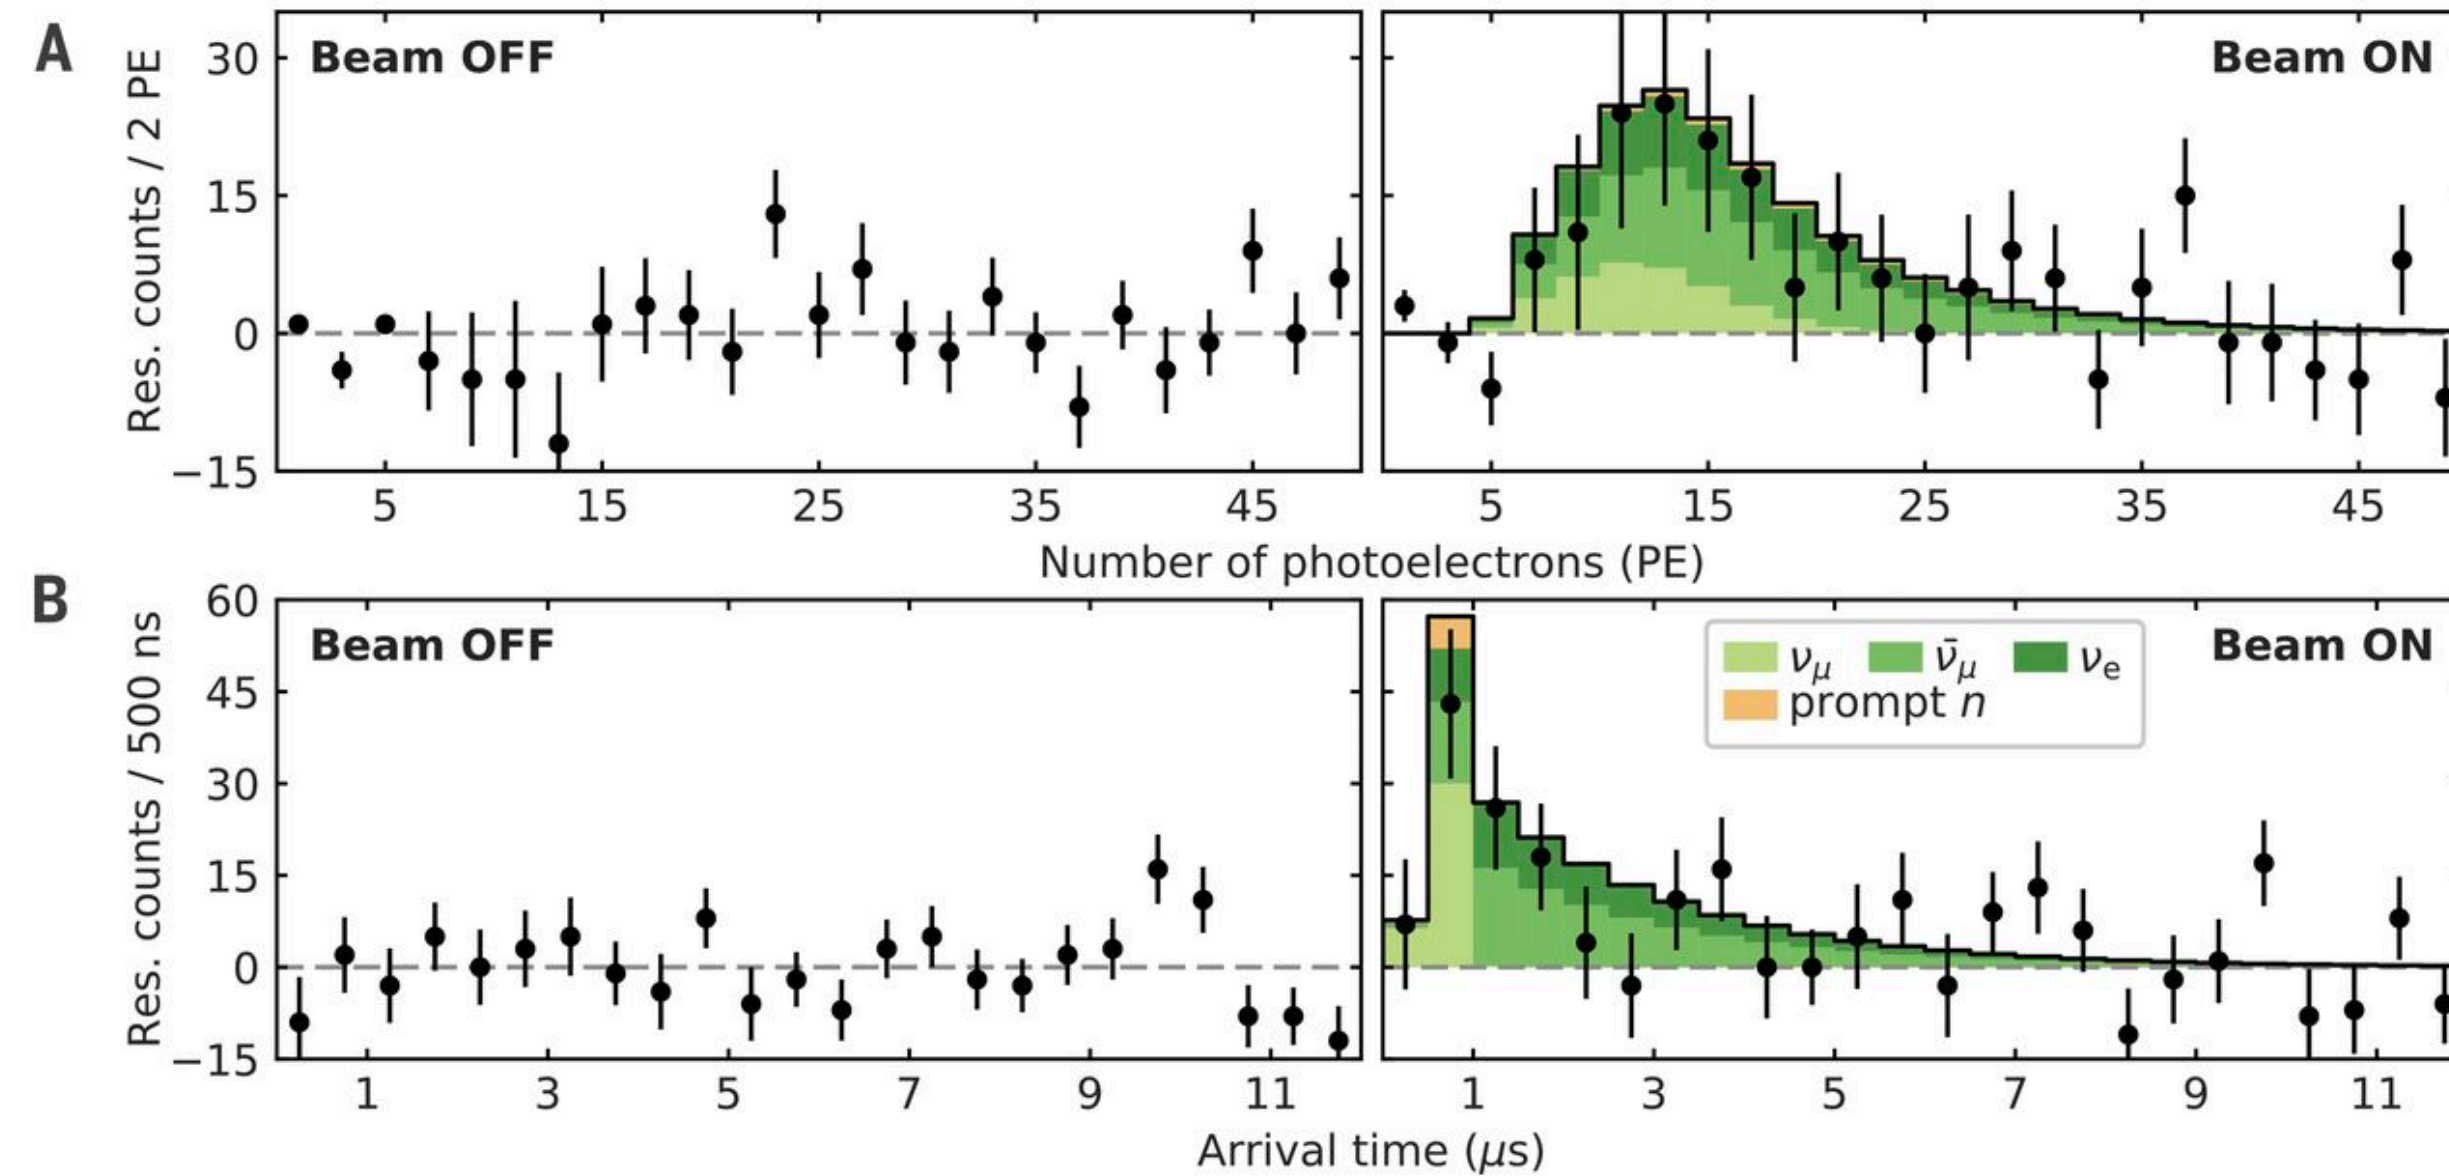 A
Res. counts / 2 PE
30
15
0
−15
Beam OFF
Beam ON
5 15 25 35 45
5 15 25 35 45
Number of photoelectrons (PE)
B
Res. counts / 500 ns
60
45
30
15
0
−15
Beam OFF
Beam ON
νμ ν̄μ νe
prompt n
1 3 5 7 9 11
1 3 5 7 9 11
Arrival time (μs)